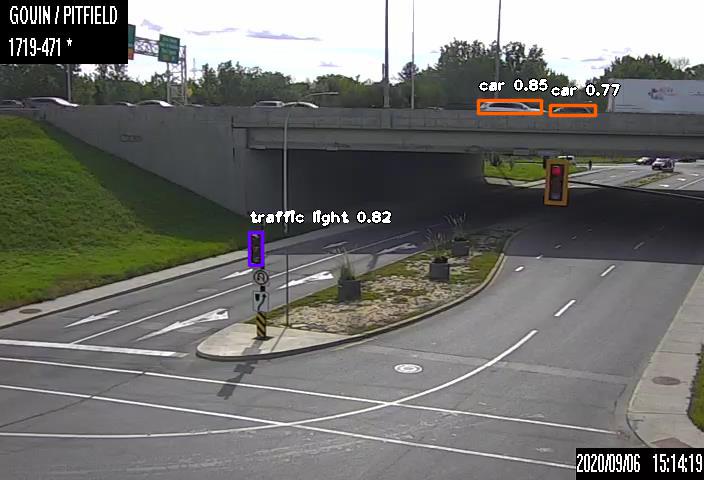 GOUIN / PITFIELD
1719-471 *
car 0.85
car 0.77
traffic light 0.82
2020/09/06 15:14:19